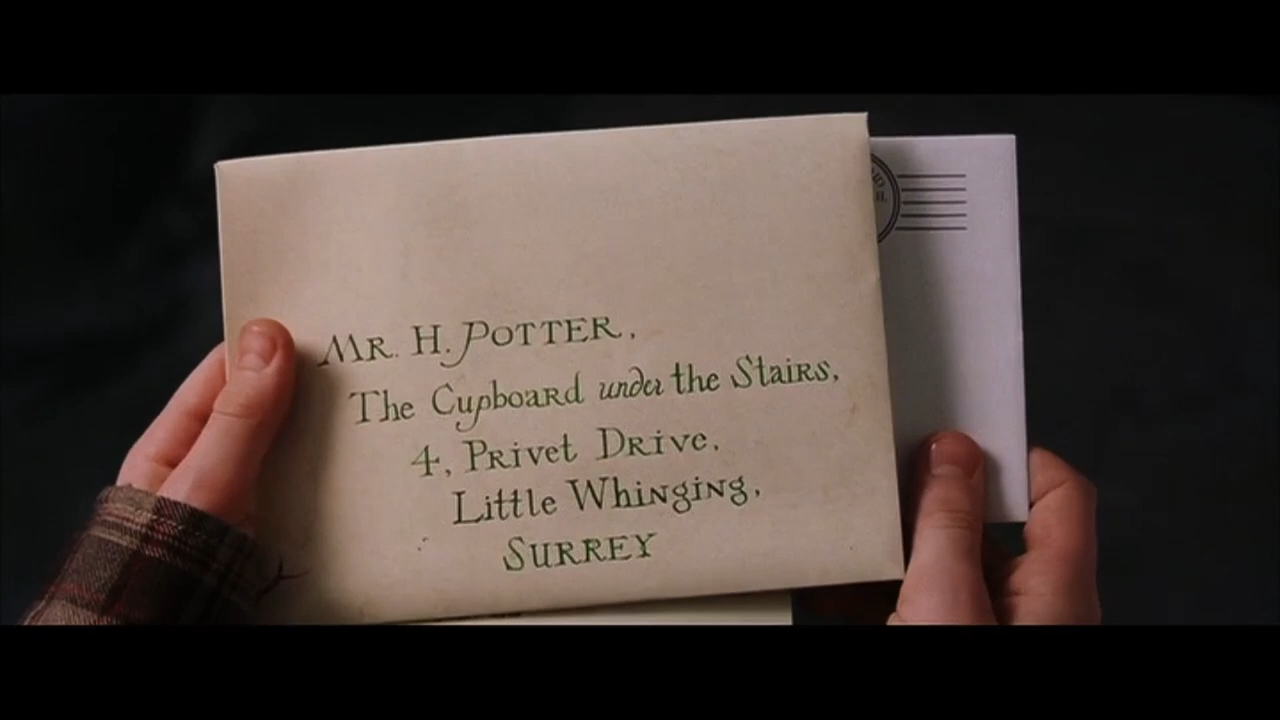 Mr. H. Potter,
The Cupboard under the Stairs,
4, Privet Drive,
Little Whinging,
SURREY